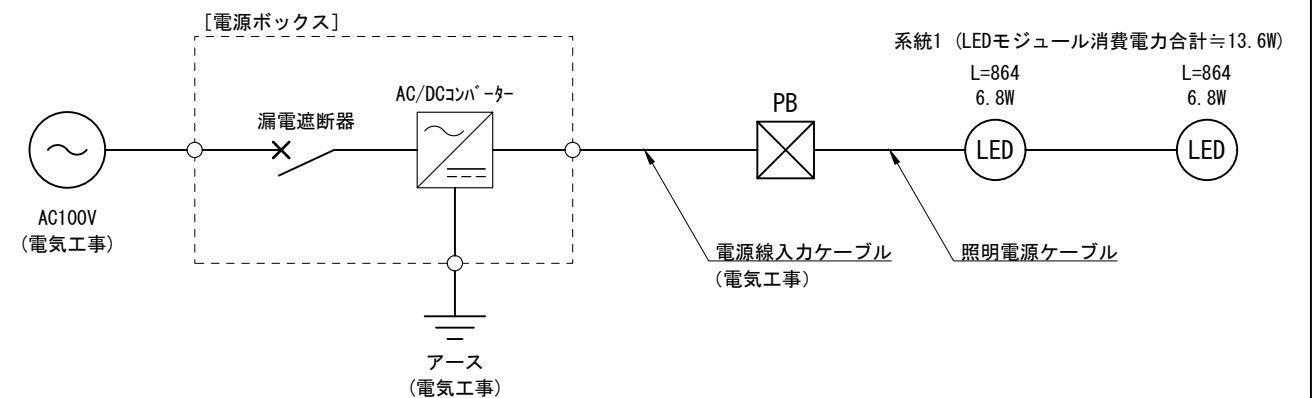 [電源ボックス]
系統1 (LEDモジュール消費電力合計≒13.6W)
L=864
6.8W
L=864
6.8W
AC/DCｺﾝﾊﾞｰﾀｰ
PB
漏電遮断器
LED
LED
AC100V
(電気工事)
電源線入力ケーブル
(電気工事)
照明電源ケーブル
アース
(電気工事)